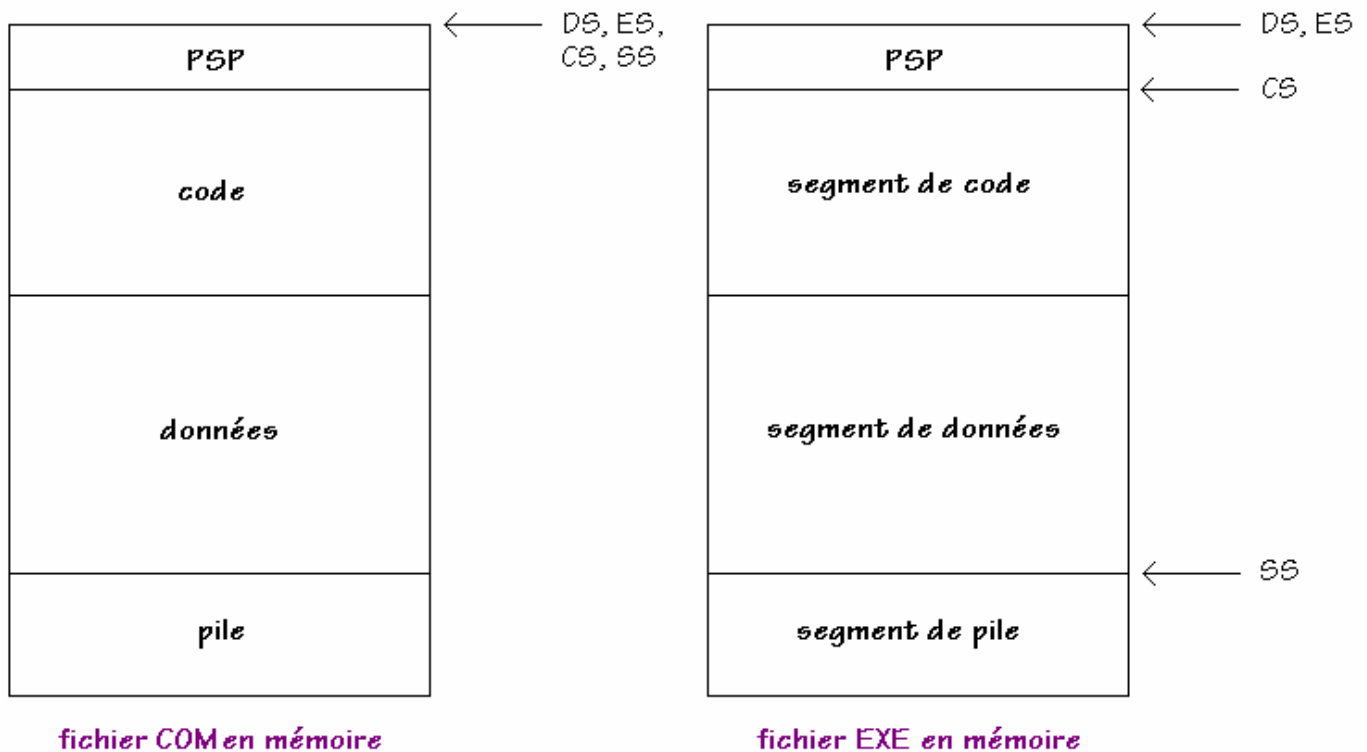 PSP
code
données
pile
DS, ES,
CS, SS
fichier COM en mémoire
PSP
segment de code
segment de données
segment de pile
DS, ES
CS
SS
fichier EXE en mémoire